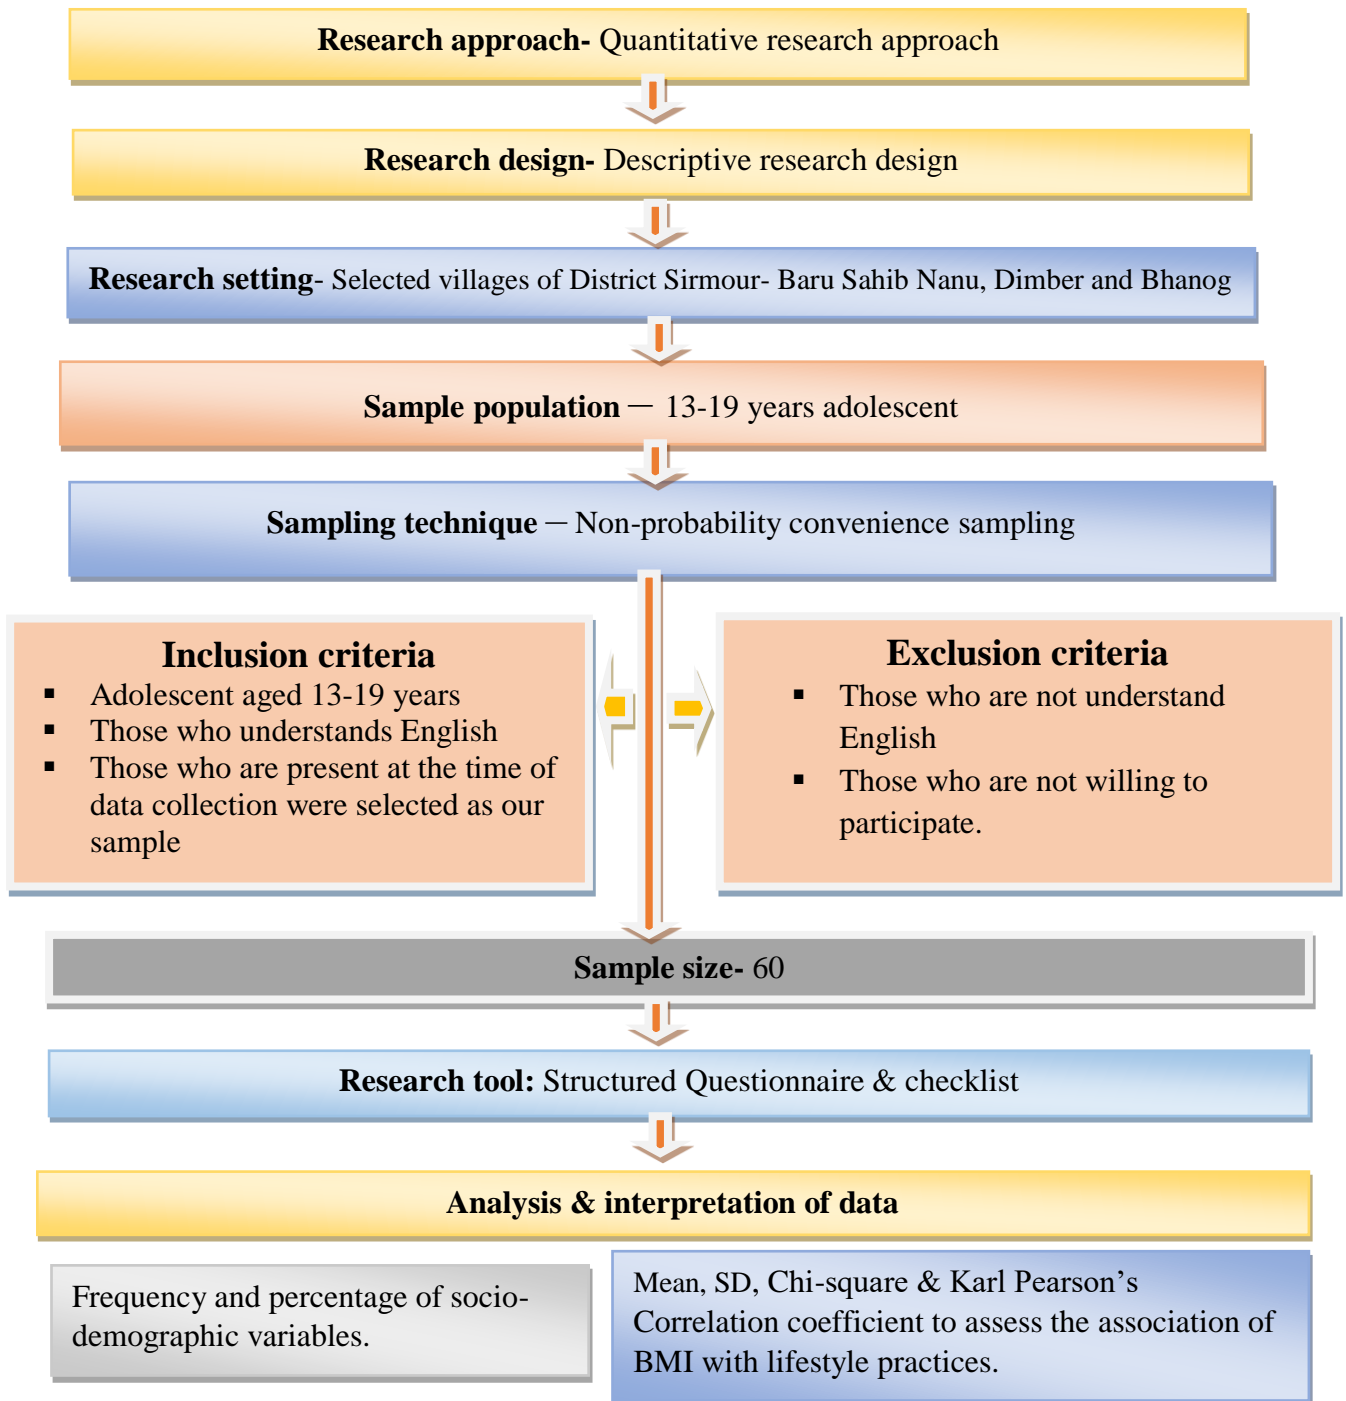 Research approach- Quantitative research approach
Research design- Descriptive research design
Research setting- Selected villages of District Sirmour- Baru Sahib Nanu, Dimber and Bhanog
Sample population — 13-19 years adolescent
Sampling technique — Non-probability convenience sampling
Inclusion criteria
▪ Adolescent aged 13-19 years
▪ Those who understands English
▪ Those who are present at the time of
data collection were selected as our
sample
Exclusion criteria
▪ Those who are not understand
English
▪ Those who are not willing to
participate.
Sample size- 60
Research tool: Structured Questionnaire & checklist
Analysis & interpretation of data
Frequency and percentage of socio-
demographic variables.
Mean, SD, Chi-square & Karl Pearson’s
Correlation coefficient to assess the association of
BMI with lifestyle practices.